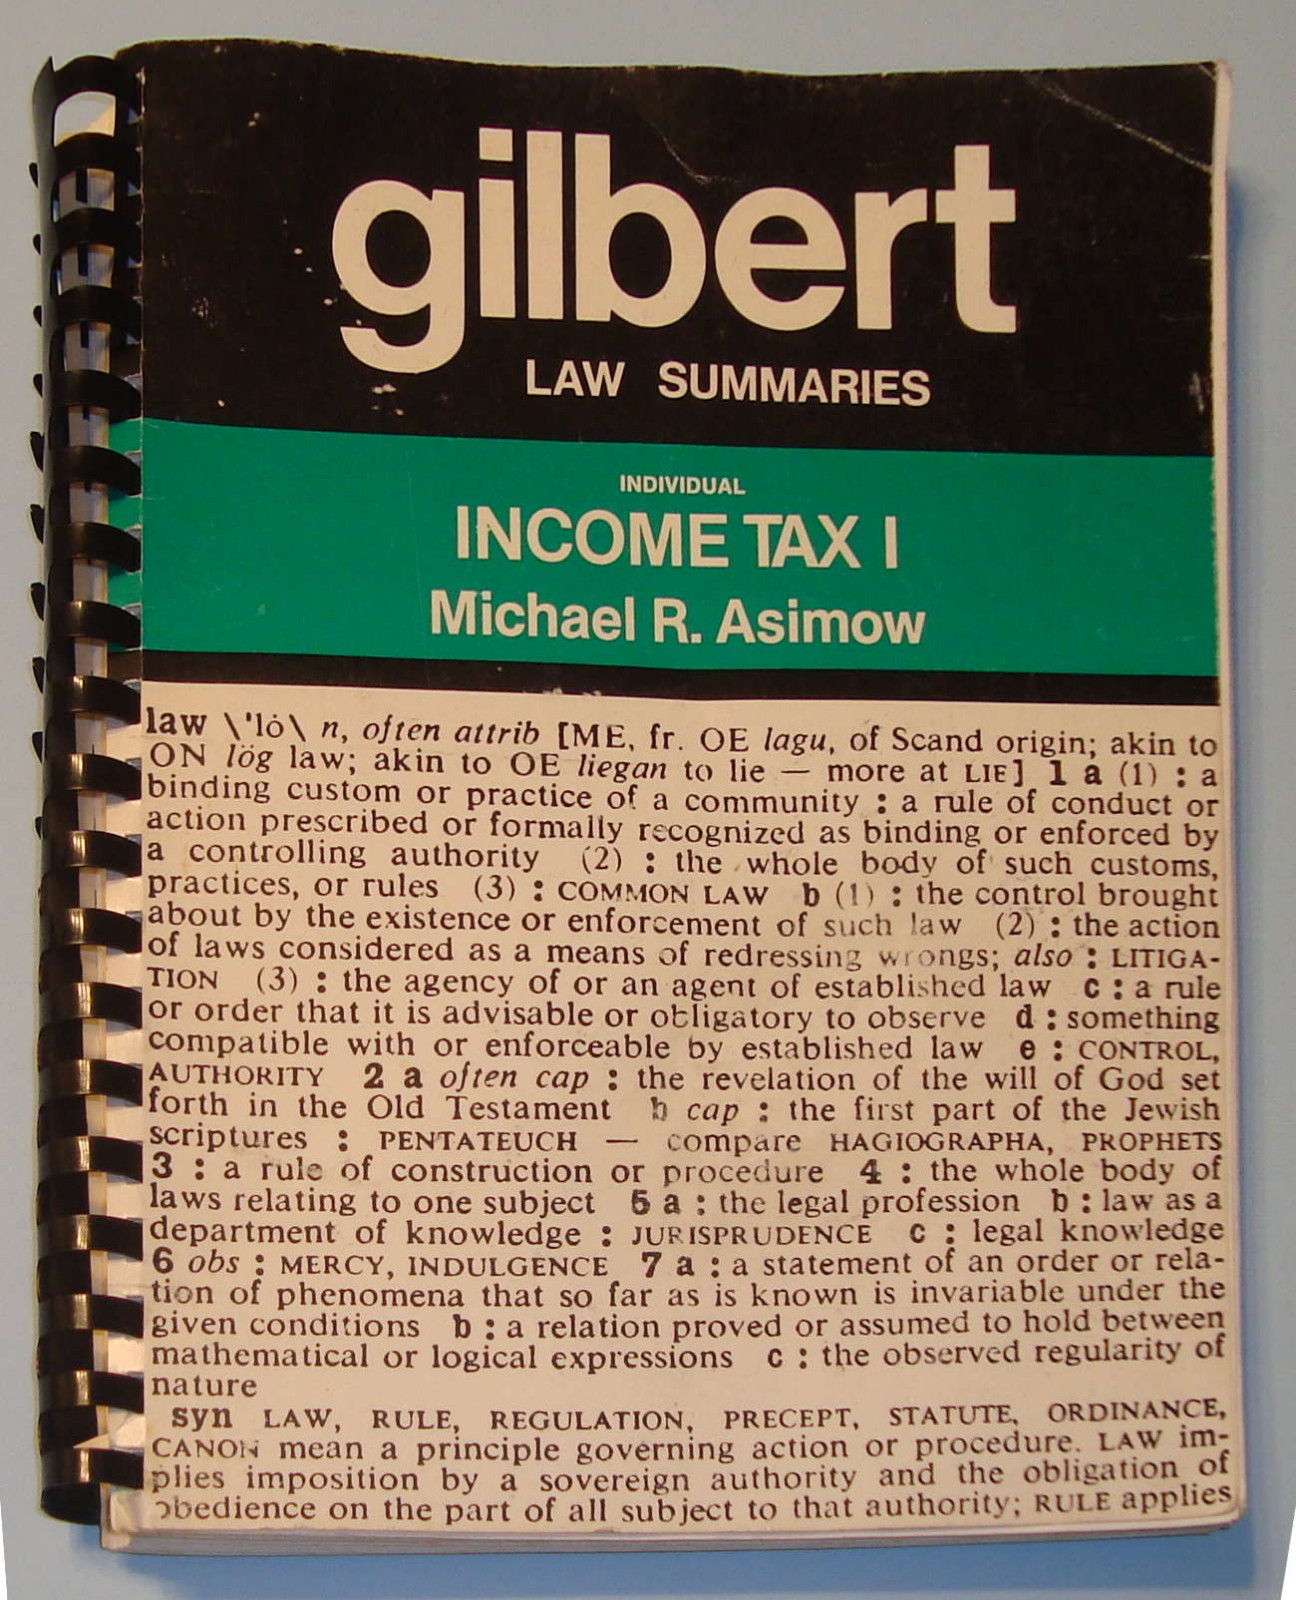 gilbert
LAW SUMMARIES
INDIVIDUAL
INCOME TAX I
Michael R. Asimow
law \'lȯ\ n, often attrib [ME, fr. OE lagu, of Scand origin; akin to
ON lög law; akin to OE liegan to lie — more at LIE] 1 a (1) : a
binding custom or practice of a community : a rule of conduct or
action prescribed or formally recognized as binding or enforced by
a controlling authority (2) : the whole body of such customs,
practices, or rules (3) : COMMON LAW b (1) : the control brought
about by the existence or enforcement of such law (2) : the action
of laws considered as a means of redressing wrongs; also : LITIGA-
TION (3) : the agency of or an agent of established law c : a rule
or order that it is advisable or obligatory to observe d : something
compatible with or enforceable by established law e : CONTROL,
AUTHORITY 2 a often cap : the revelation of the will of God set
forth in the Old Testament b cap : the first part of the Jewish
scriptures : PENTATEUCH — compare HAGIOGRAPHA, PROPHETS
3 : a rule of construction or procedure 4 : the whole body of
laws relating to one subject 5 a : the legal profession b : law as a
department of knowledge : JURISPRUDENCE c : legal knowledge
6 obs : MERCY, INDULGENCE 7 a : a statement of an order or rela-
tion of phenomena that so far as is known is invariable under the
given conditions b : a relation proved or assumed to hold between
mathematical or logical expressions c : the observed regularity of
nature
syn LAW, RULE, REGULATION, PRECEPT, STATUTE, ORDINANCE,
CANON mean a principle governing action or procedure. LAW im-
plies imposition by a sovereign authority and the obligation of
obedience on the part of all subject to that authority; RULE applies